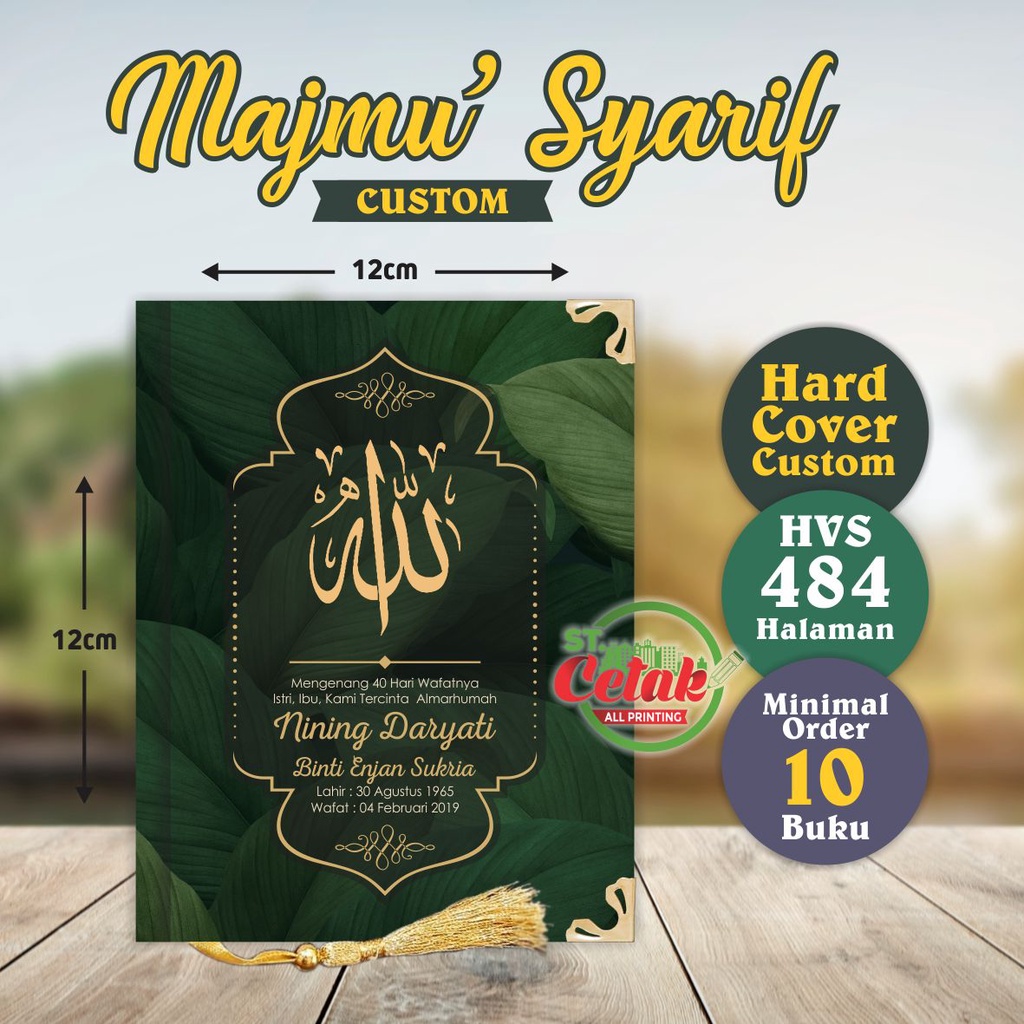 Majmu' Syarif
CUSTOM
12cm
12cm
الله
Mengenang 40 Hari Wafatnya
Istri, Ibu, Kami Tercinta Almarhumah
Nining Daryati
Binti Enjan Sukria
Lahir : 30 Agustus 1965
Wafat : 04 Februari 2019
ST.
Cetak
ALL PRINTING
Hard
Cover
Custom
HVS
484
Halaman
Minimal
Order
10
Buku